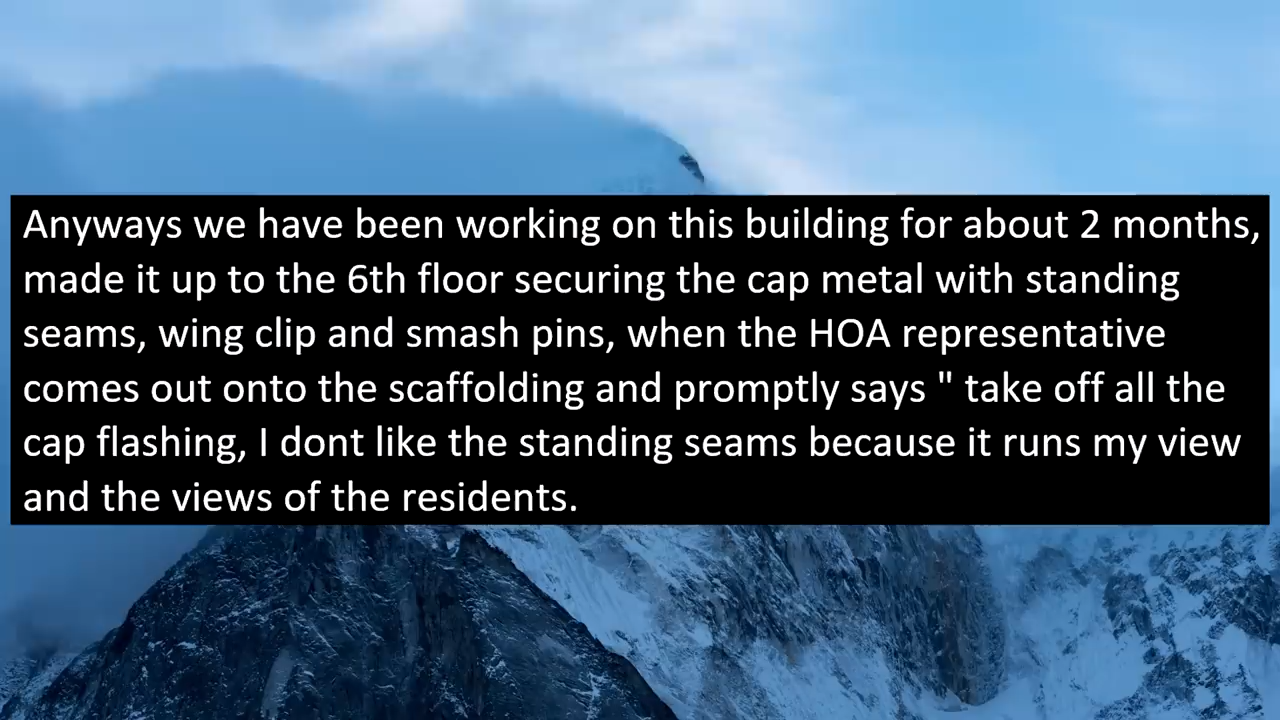 Anyways we have been working on this building for about 2 months,
made it up to the 6th floor securing the cap metal with standing
seams, wing clip and smash pins, when the HOA representative
comes out onto the scaffolding and promptly says " take off all the
cap flashing, I dont like the standing seams because it runs my view
and the views of the residents.